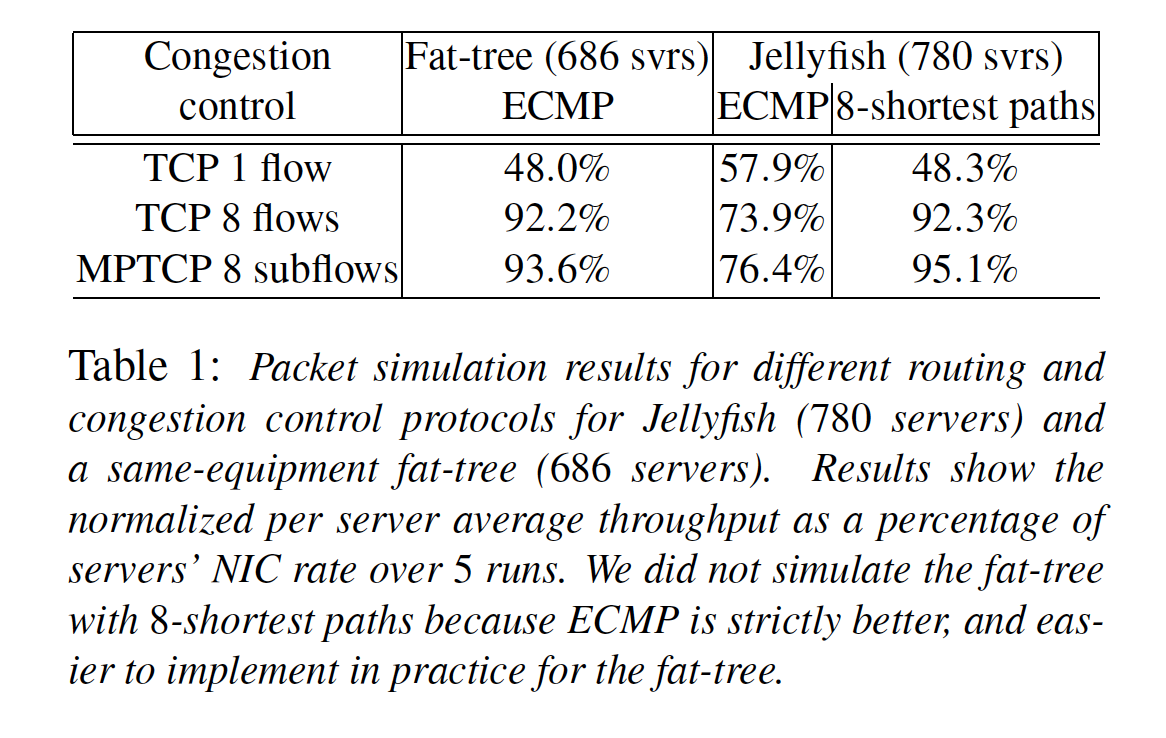 Congestion Fat-tree (686 svrs) Jellyfish (780 svrs)
control ECMP ECMP 8-shortest paths
TCP 1 flow 48.0% 57.9% 48.3%
TCP 8 flows 92.2% 73.9% 92.3%
MPTCP 8 subflows 93.6% 76.4% 95.1%
Table 1: Packet simulation results for different routing and
congestion control protocols for Jellyfish (780 servers) and
a same-equipment fat-tree (686 servers). Results show the
normalized per server average throughput as a percentage of
servers’ NIC rate over 5 runs. We did not simulate the fat-tree
with 8-shortest paths because ECMP is strictly better, and eas-
ier to implement in practice for the fat-tree.